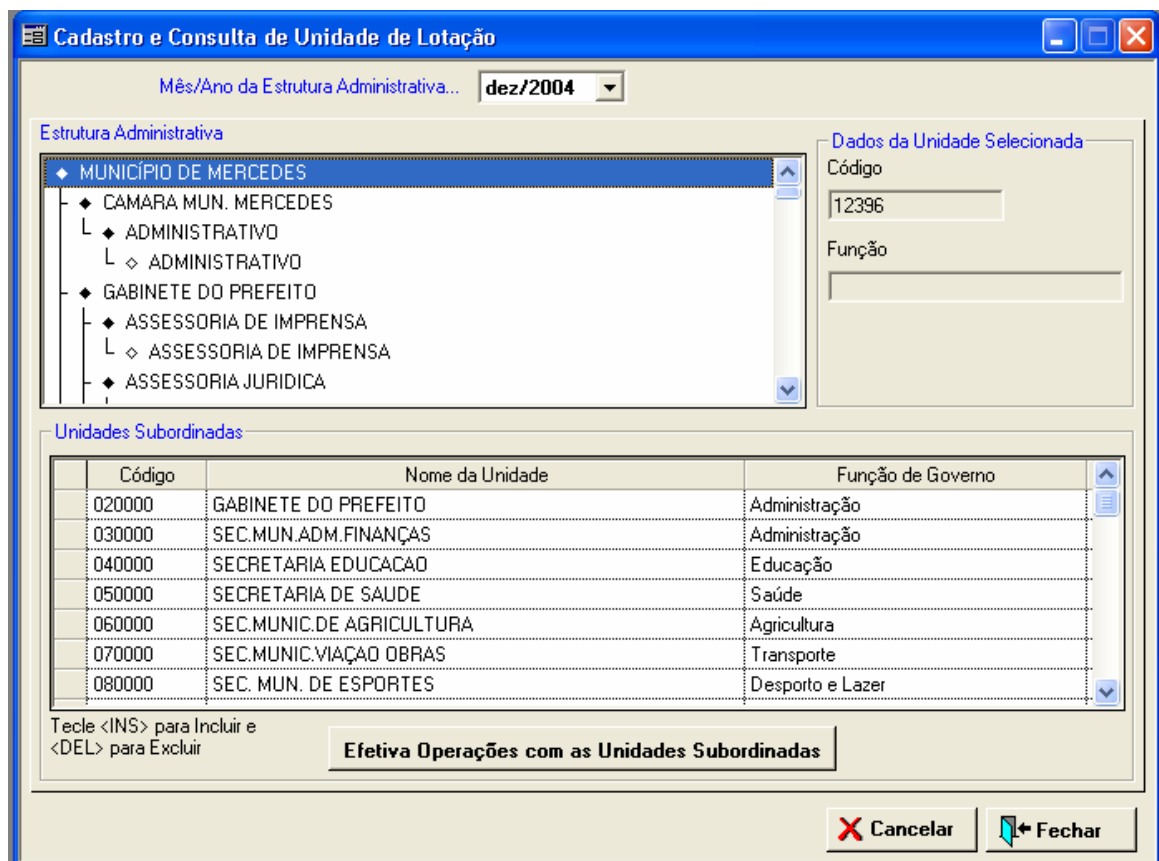 Cadastro e Consulta de Unidade de Lotação
Mês/Ano da Estrutura Administrativa... dez/2004
Estrutura Administrativa
MUNICÍPIO DE MERCEDES
CAMARA MUN. MERCEDES
ADMINISTRATIVO
ADMINISTRATIVO
GABINETE DO PREFEITO
ASSESSORIA DE IMPRENSA
ASSESSORIA DE IMPRENSA
ASSESSORIA JURIDICA
Dados da Unidade Selecionada
Código
12396
Função
Unidades Subordinadas
Código Nome da Unidade Função de Governo
020000 GABINETE DO PREFEITO Administração
030000 SEC.MUN.ADM.FINANÇAS Administração
040000 SECRETARIA EDUCACAO Educação
050000 SECRETARIA DE SAUDE Saúde
060000 SEC.MUNIC.DE AGRICULTURA Agricultura
070000 SEC.MUNIC.VIAÇAO OBRAS Transporte
080000 SEC. MUN. DE ESPORTES Desporto e Lazer
Tecle <INS> para Incluir e
<DEL> para Excluir
Efetiva Operações com as Unidades Subordinadas
Cancelar Fechar